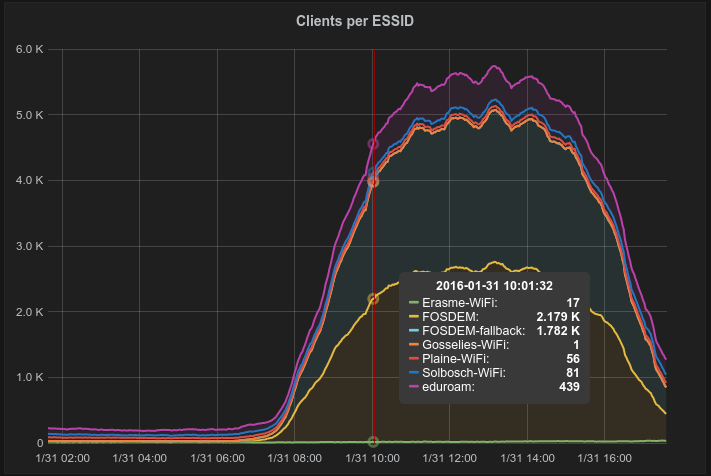 Clients per ESSID
6.0 K
5.0 K
4.0 K
3.0 K
2.0 K
1.0 K
0
2016-01-31 10:01:32
Erasme-WiFi: 17
FOSDEM: 2.179 K
FOSDEM-fallback: 1.782 K
Gosselies-WiFi: 1
Plaine-WiFi: 56
Solbosch-WiFi: 81
eduroam: 439
1/31 02:00 1/31 04:00 1/31 06:00 1/31 08:00 1/31 10:00 1/31 12:00 1/31 14:00 1/31 16:00